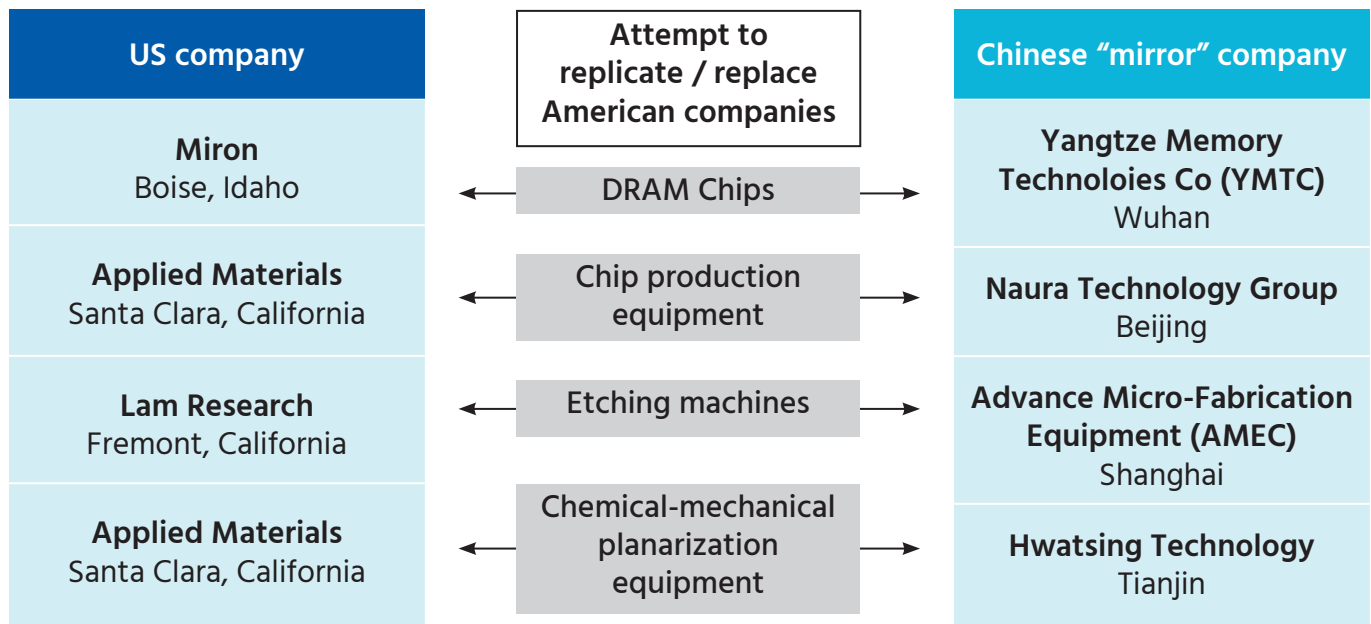 US company
Attempt to
replicate / replace
American companies
Chinese “mirror” company
Miron
Boise, Idaho
DRAM Chips
Yangtze Memory
Technoloies Co (YMTC)
Wuhan
Applied Materials
Santa Clara, California
Chip production
equipment
Naura Technology Group
Beijing
Lam Research
Fremont, California
Etching machines
Advance Micro-Fabrication
Equipment (AMEC)
Shanghai
Applied Materials
Santa Clara, California
Chemical-mechanical
planarization
equipment
Hwatsing Technology
Tianjin